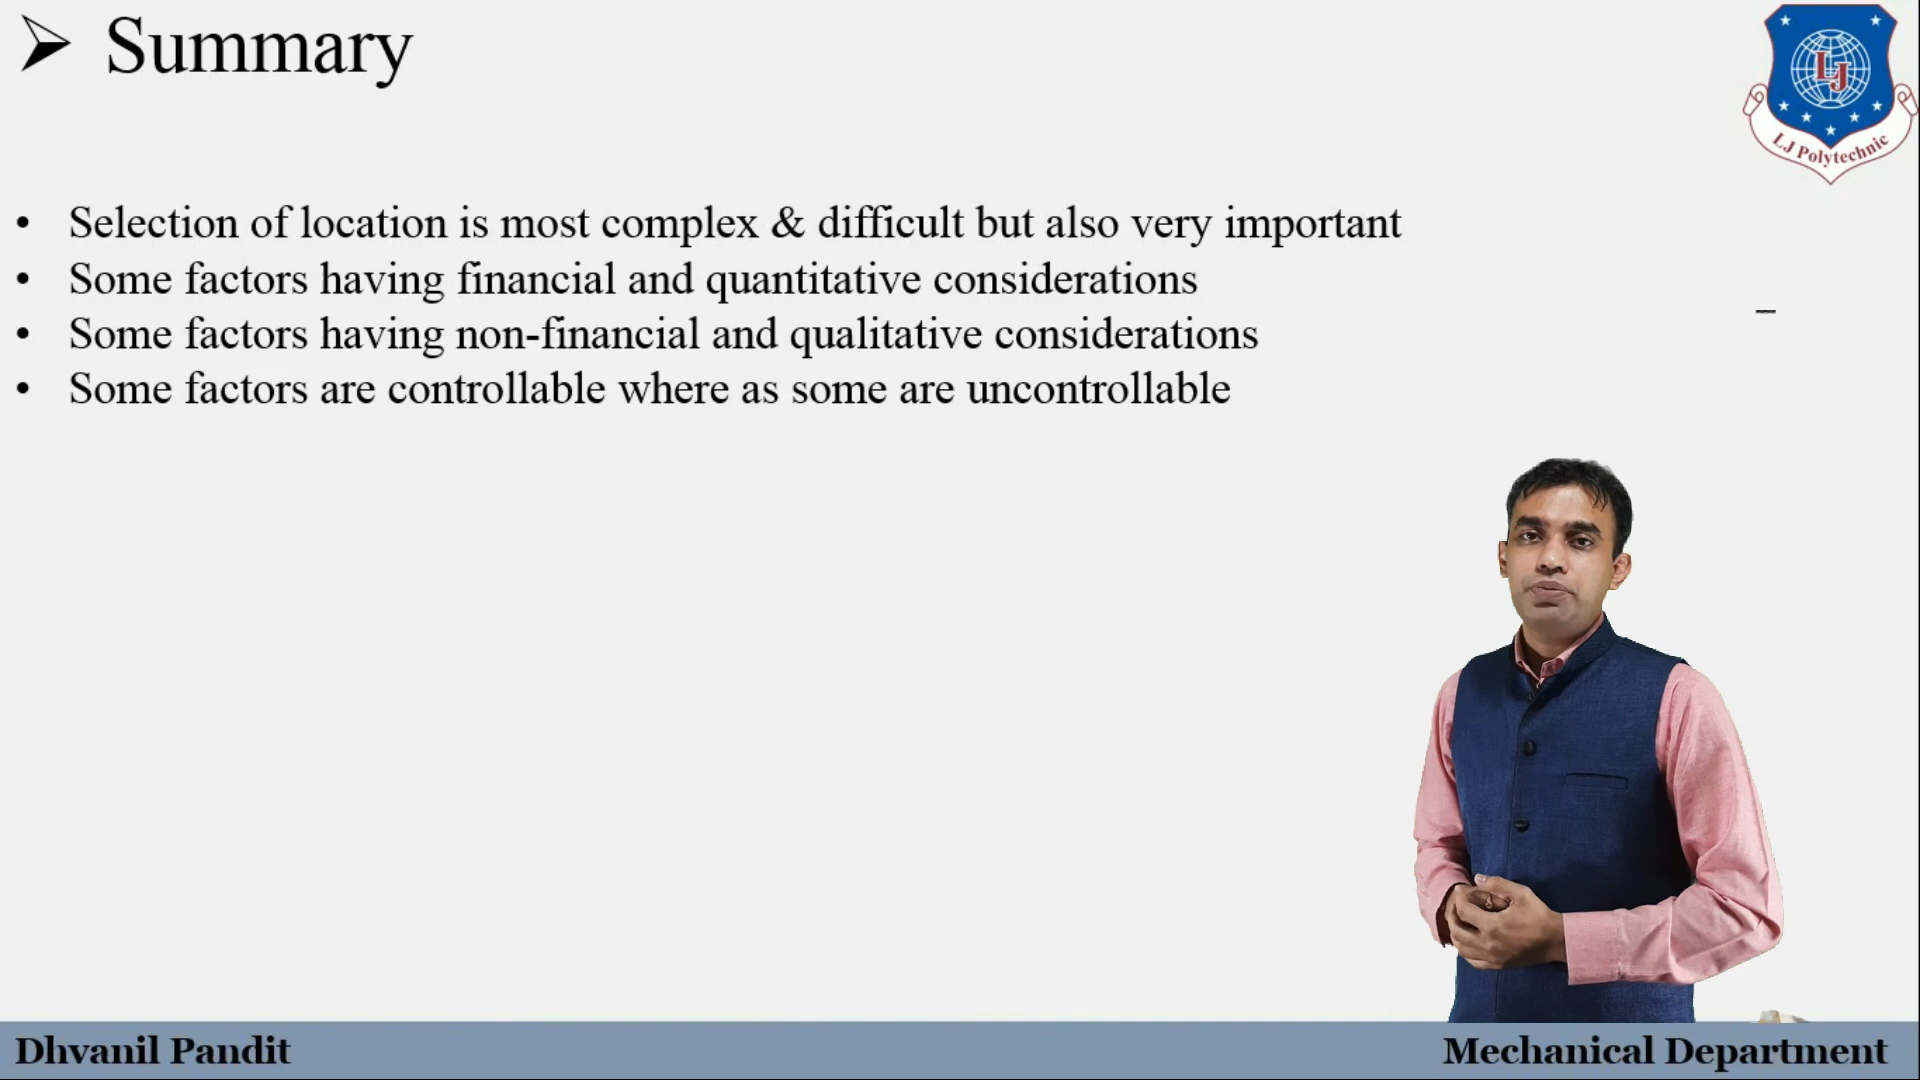 Summary
LJ
LJ Polytechnic
• Selection of location is most complex & difficult but also very important
• Some factors having financial and quantitative considerations
• Some factors having non-financial and qualitative considerations
• Some factors are controllable where as some are uncontrollable
Dhvanil Pandit
Mechanical Department